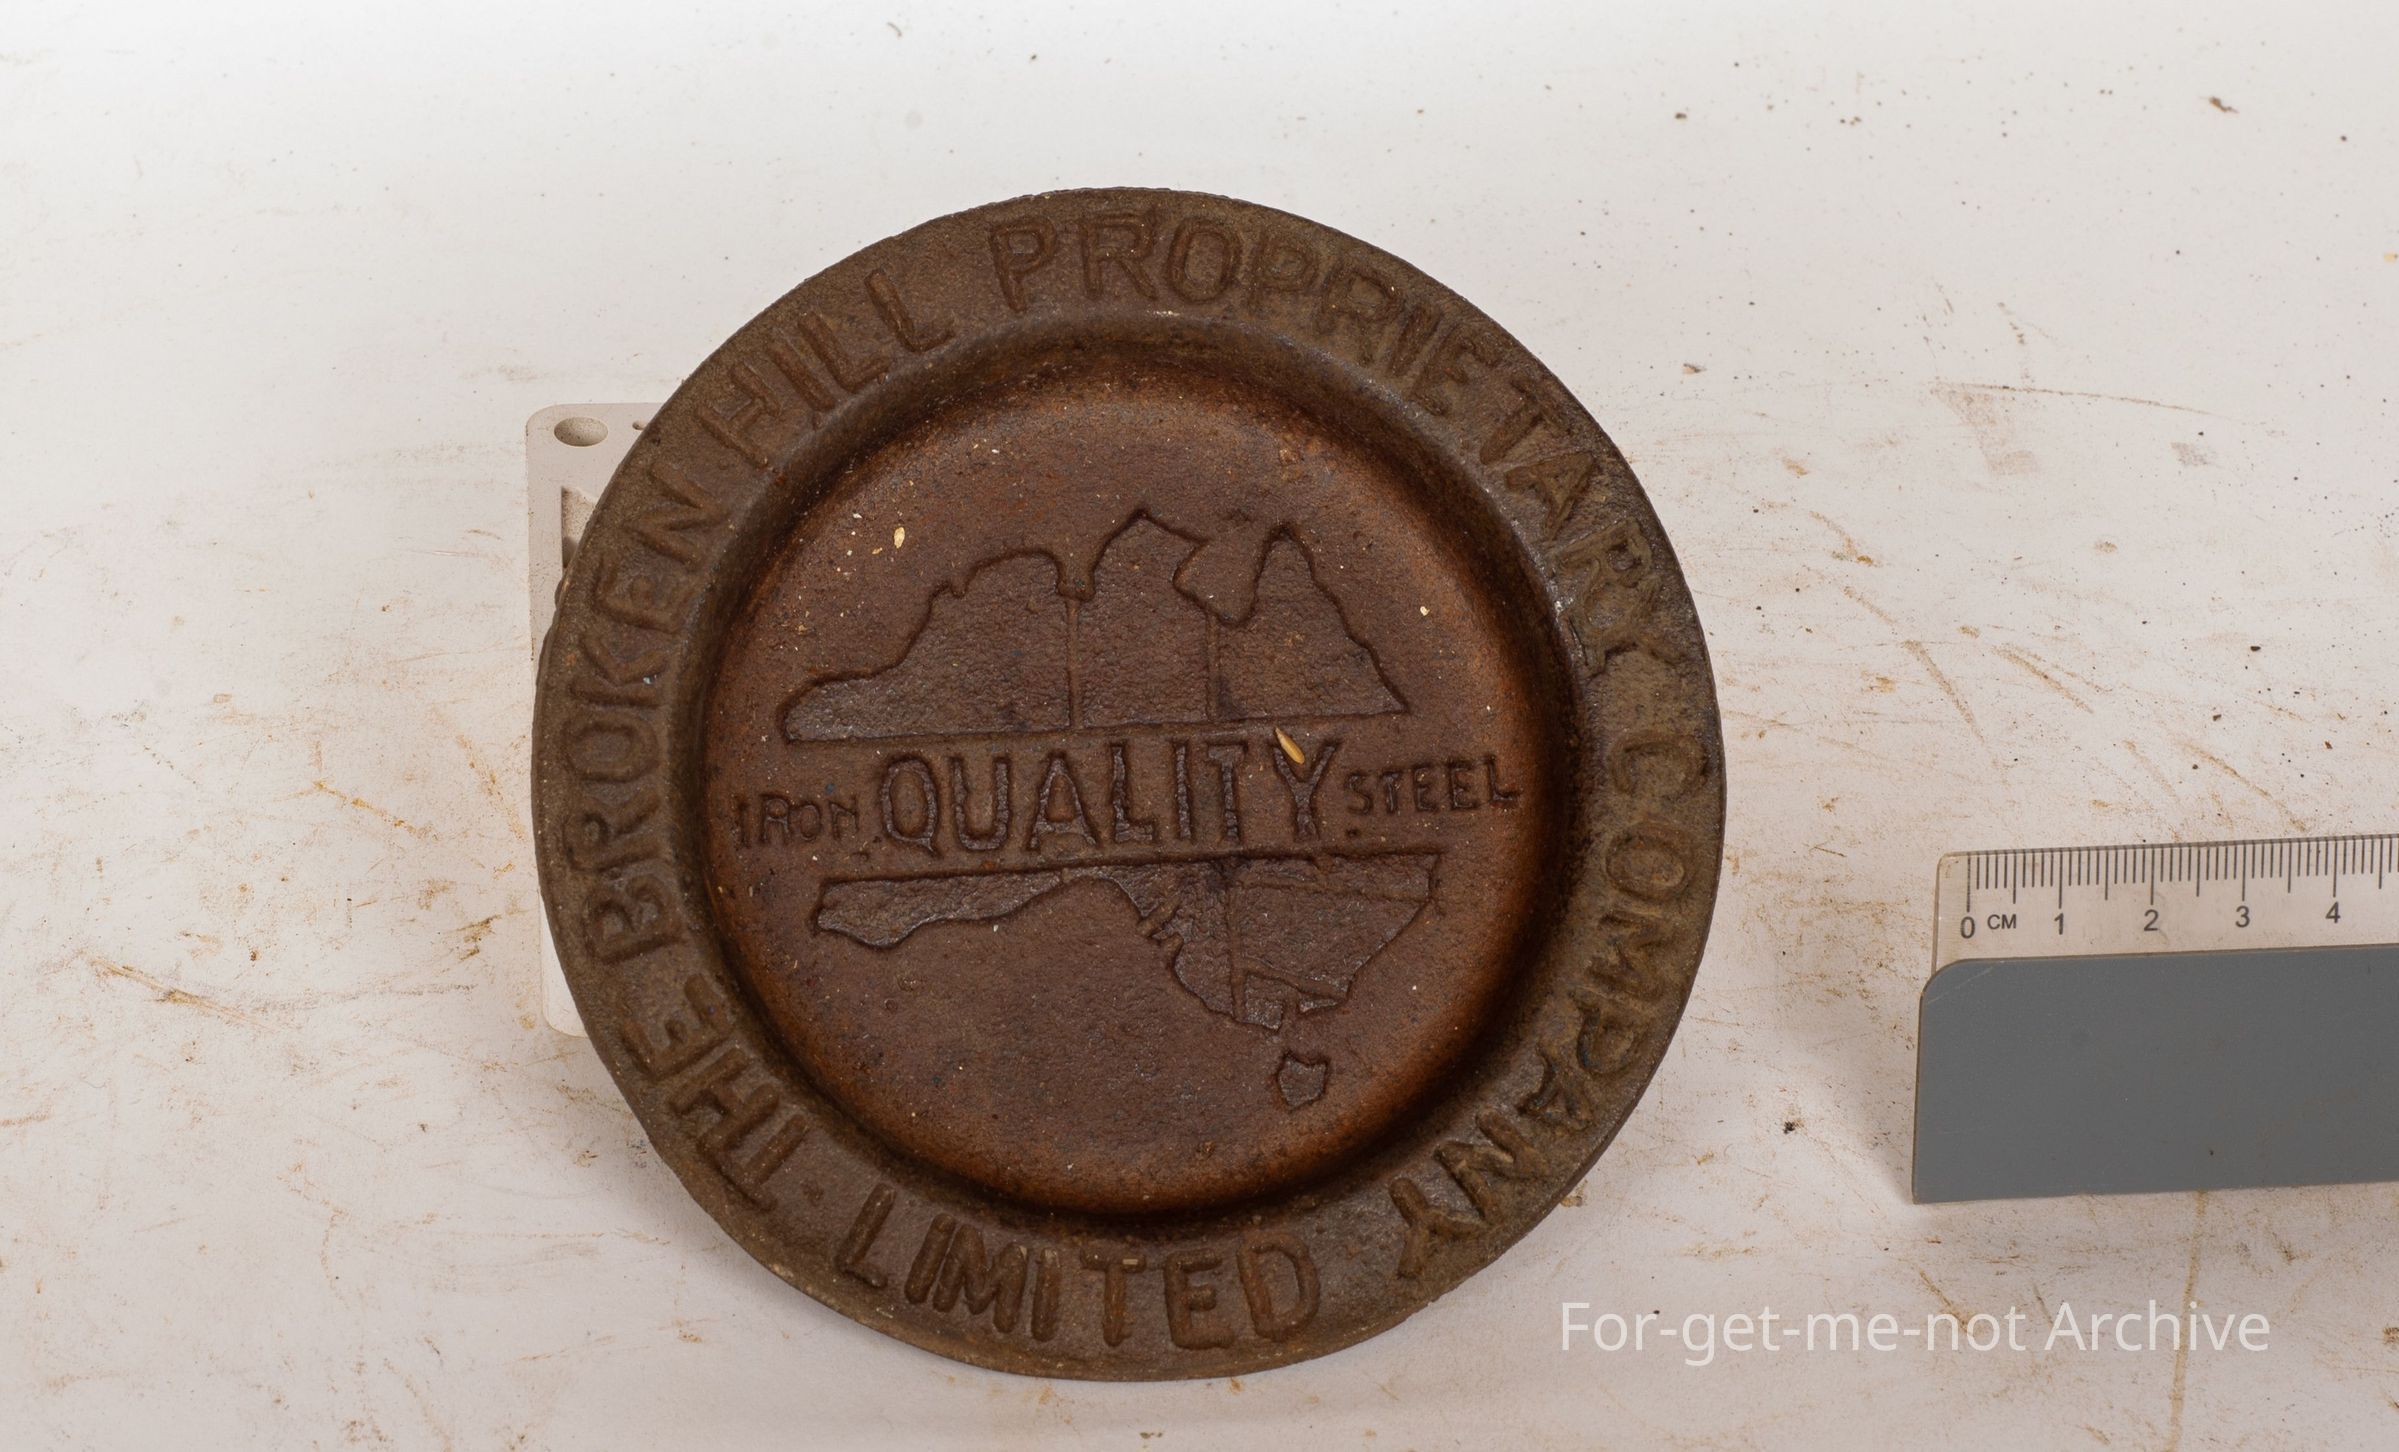 THE BROKEN HILL PROPRIETARY COMPANY LIMITED
IRON QUALITY STEEL
0 CM 1 2 3 4
For-get-me-not Archive